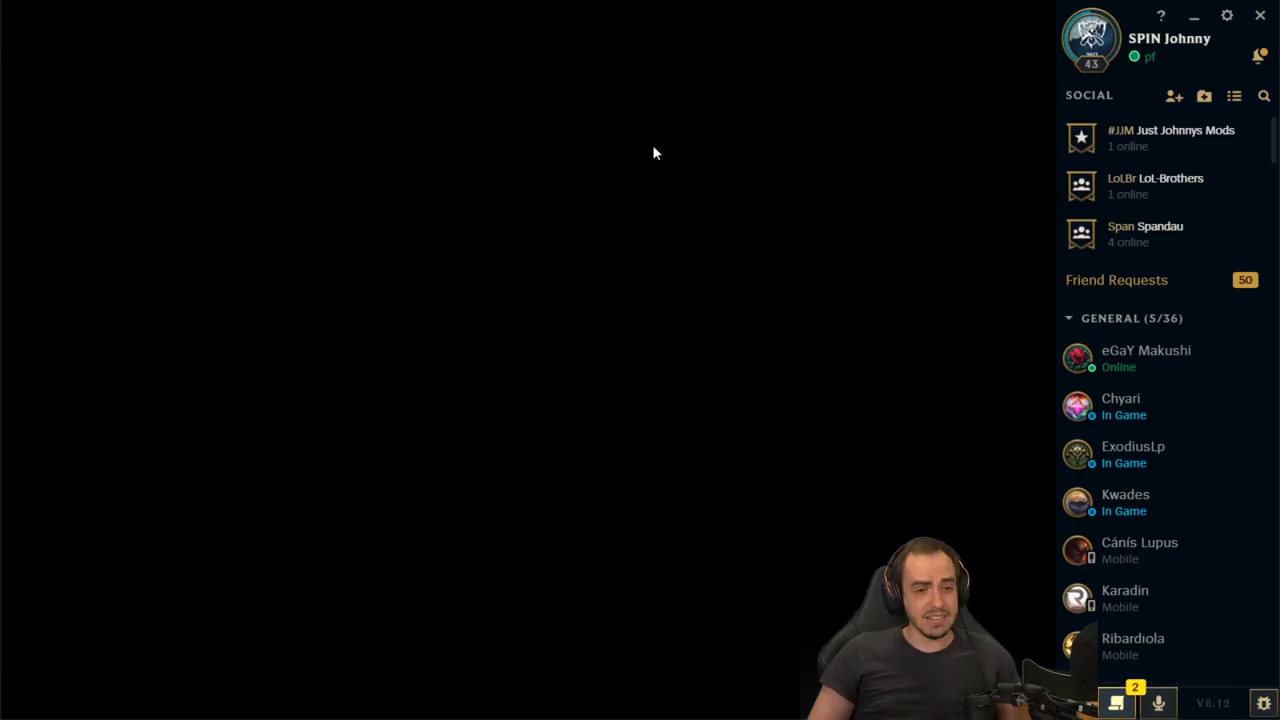 ?
SPIN Johnny
pf
43
SOCIAL
#JJM Just Johnnys Mods
1 online
LoLBr LoL-Brothers
1 online
Span Spandau
4 online
Friend Requests
50
GENERAL (5/36)
eGaY Makushi
Online
Chyari
In Game
ExodiusLp
In Game
Kwades
In Game
Cánís Lupus
Mobile
Karadin
Mobile
Ribardıola
Mobile
2
V8.12